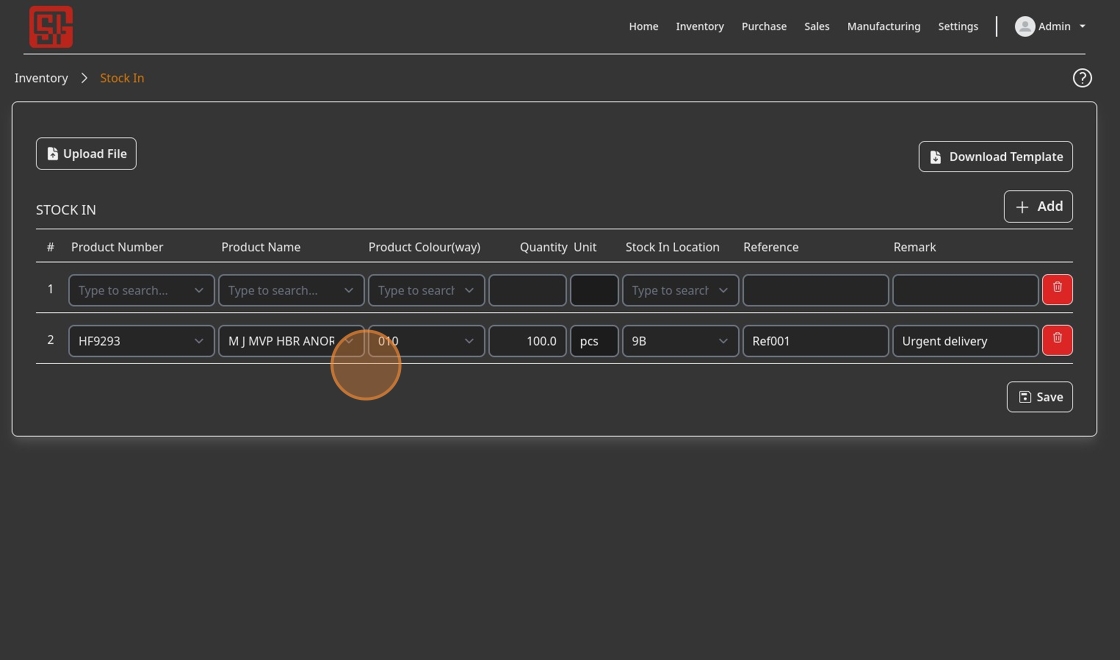 Home Inventory Purchase Sales Manufacturing Settings Admin
Inventory > Stock In
Upload File
Download Template
STOCK IN
+ Add
# Product Number Product Name Product Colour(way) Quantity Unit Stock In Location Reference Remark
1 Type to search... Type to search... Type to search Type to search
2 HF9293 M J MVP HBR ANOR 010 100.0 pcs 9B Ref001 Urgent delivery
Save